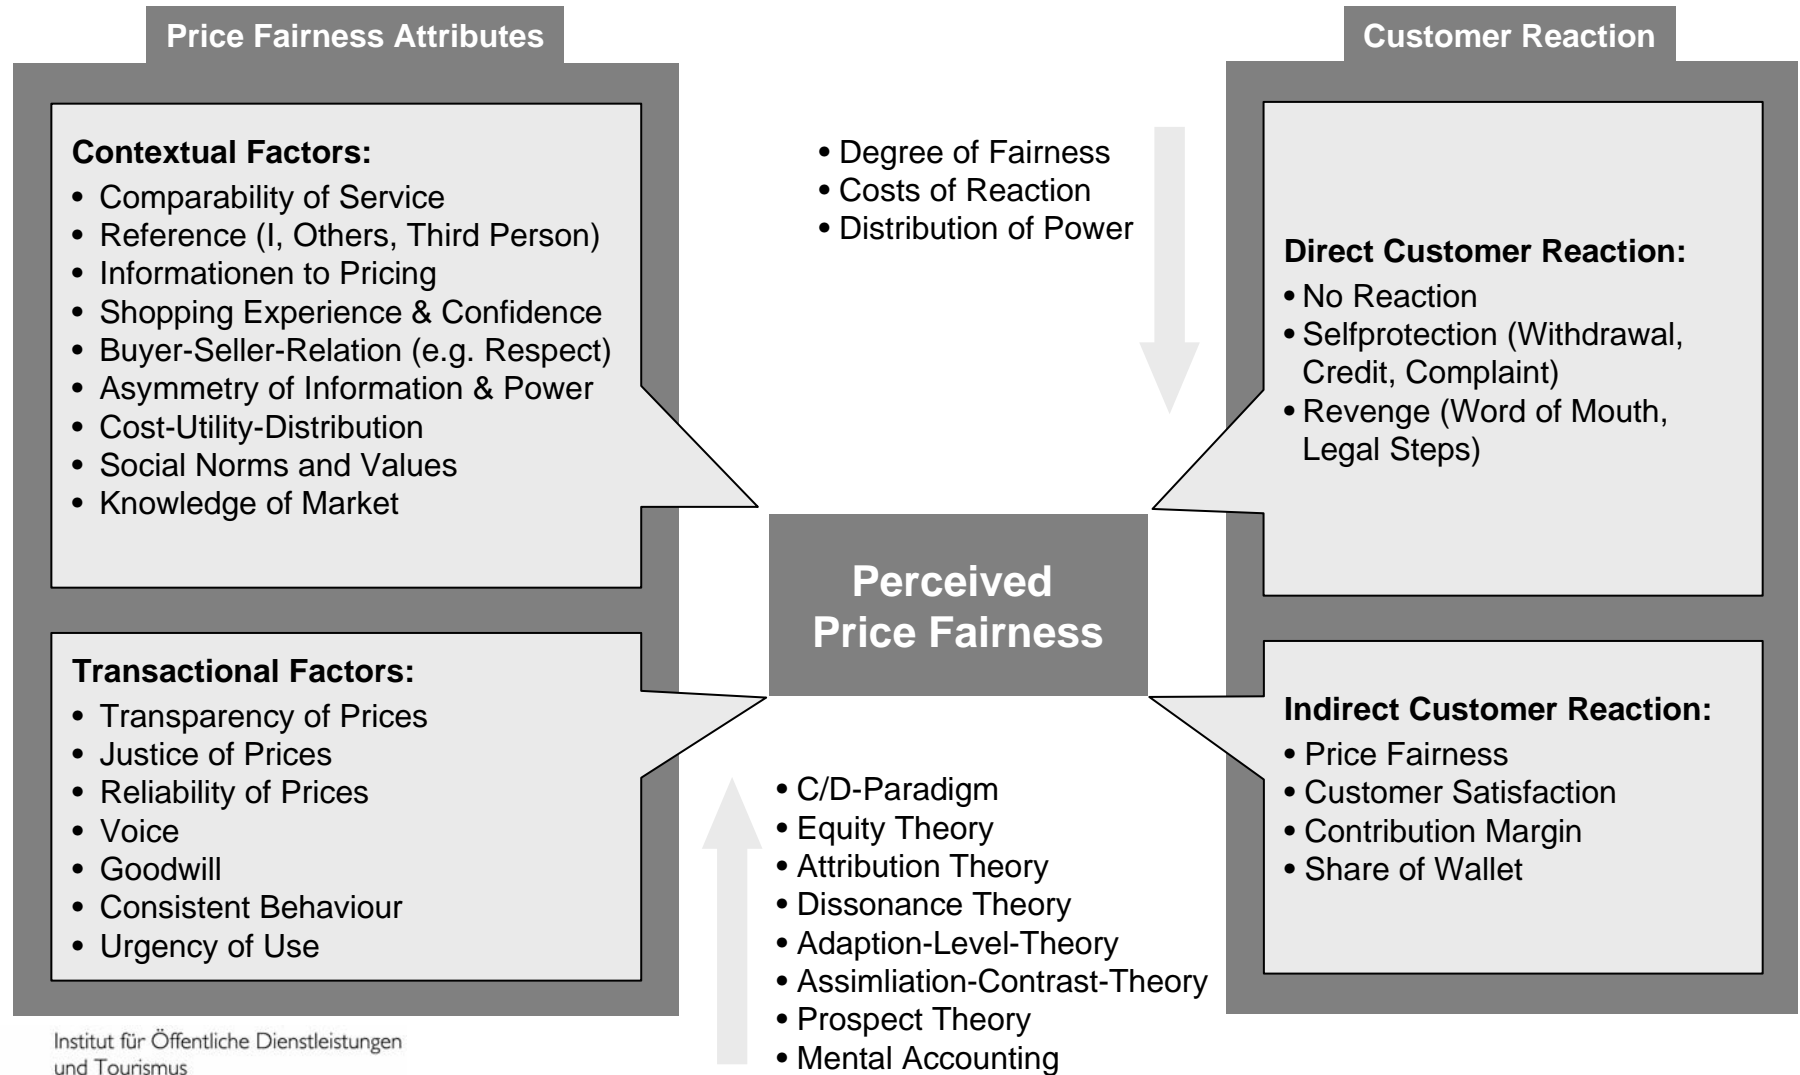 Price Fairness Attributes
Contextual Factors:
• Comparability of Service
• Reference (I, Others, Third Person)
• Informationen to Pricing
• Shopping Experience & Confidence
• Buyer-Seller-Relation (e.g. Respect)
• Asymmetry of Information & Power
• Cost-Utility-Distribution
• Social Norms and Values
• Knowledge of Market
Transactional Factors:
• Transparency of Prices
• Justice of Prices
• Reliability of Prices
• Voice
• Goodwill
• Consistent Behaviour
• Urgency of Use
• Degree of Fairness
• Costs of Reaction
• Distribution of Power
Perceived
Price Fairness
• C/D-Paradigm
• Equity Theory
• Attribution Theory
• Dissonance Theory
• Adaption-Level-Theory
• Assimliation-Contrast-Theory
• Prospect Theory
• Mental Accounting
Customer Reaction
Direct Customer Reaction:
• No Reaction
• Selfprotection (Withdrawal,
Credit, Complaint)
• Revenge (Word of Mouth,
Legal Steps)
Indirect Customer Reaction:
• Price Fairness
• Customer Satisfaction
• Contribution Margin
• Share of Wallet
Institut für Öffentliche Dienstleistungen
und Tourismus